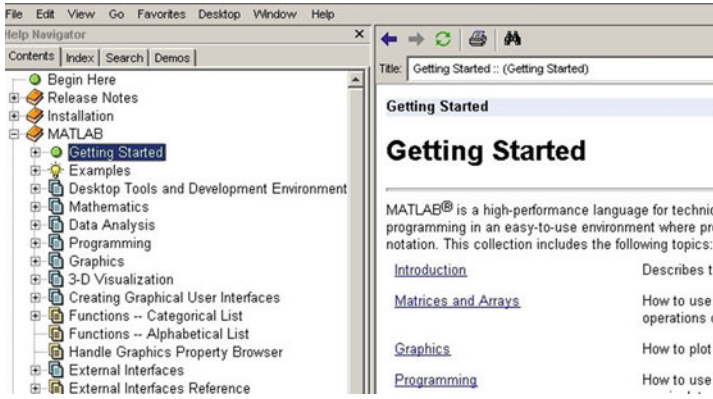 File Edit View Go Favorites Desktop Window Help
Help Navigator
Contents Index Search Demos
Begin Here
Release Notes
Installation
MATLAB
Getting Started
Examples
Desktop Tools and Development Environment
Mathematics
Data Analysis
Programming
Graphics
3-D Visualization
Creating Graphical User Interfaces
Functions -- Categorical List
Functions -- Alphabetical List
Handle Graphics Property Browser
External Interfaces
External Interfaces Reference
Title: Getting Started :: (Getting Started)
Getting Started
Getting Started
MATLAB® is a high-performance language for technic
programming in an easy-to-use environment where pr
notation. This collection includes the following topics:
Introduction Describes t
Matrices and Arrays How to use
operations
Graphics How to plot
Programming How to use